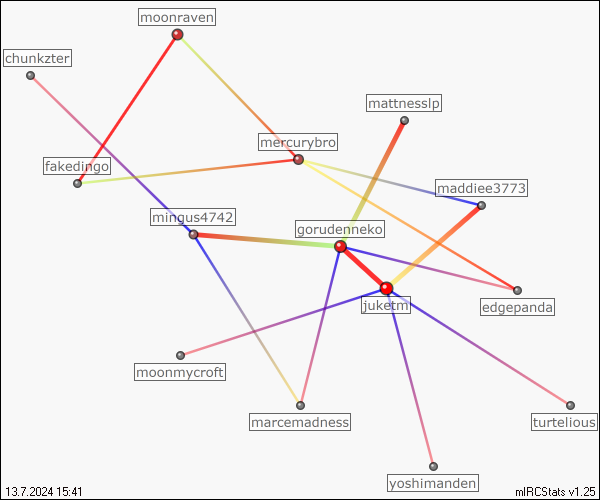 moonraven
chunkzter
mattnesslp
mercurybro
fakedingo
maddiee3773
mingus4742
gorudenneko
juketm
edgepanda
moonmycroft
marcemadness
turtelious
yoshimanden
13.7.2024 15:41
mIRCStats v1.25